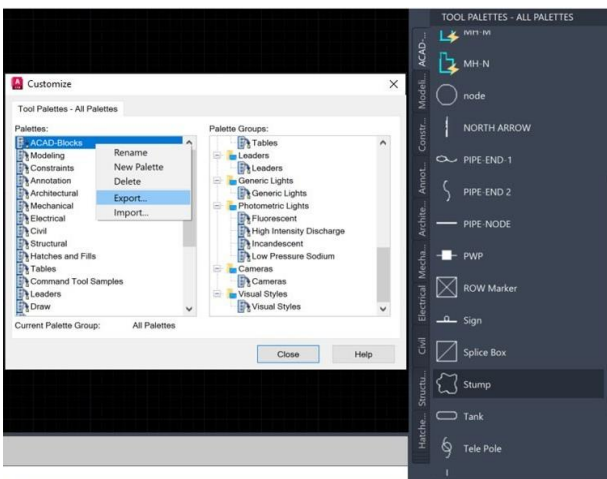 TOOL PALETTES - ALL PALETTES
MH-M
MH-N
node
NORTH ARROW
PIPE-END-1
PIPE END 2
PIPE-NODE
PWP
ROW Marker
Sign
Splice Box
Stump
Tank
Tele Pole
ACAD-...
Modeli...
Constr...
Annot...
Archite...
Mecha...
Electrical
Civil
Structu...
Hatche...
Customize
Tool Palettes - All Palettes
Palettes:
ACAD-Blocks
Modeling
Constraints
Annotation
Architectural
Mechanical
Electrical
Civil
Structural
Hatches and Fills
Tables
Command Tool Samples
Leaders
Draw
Rename
New Palette
Delete
Export...
Import...
Palette Groups:
Tables
Leaders
Leaders
Generic Lights
Generic Lights
Photometric Lights
Fluorescent
High Intensity Discharge
Incandescent
Low Pressure Sodium
Cameras
Cameras
Visual Styles
Visual Styles
Current Palette Group: All Palettes
Close
Help